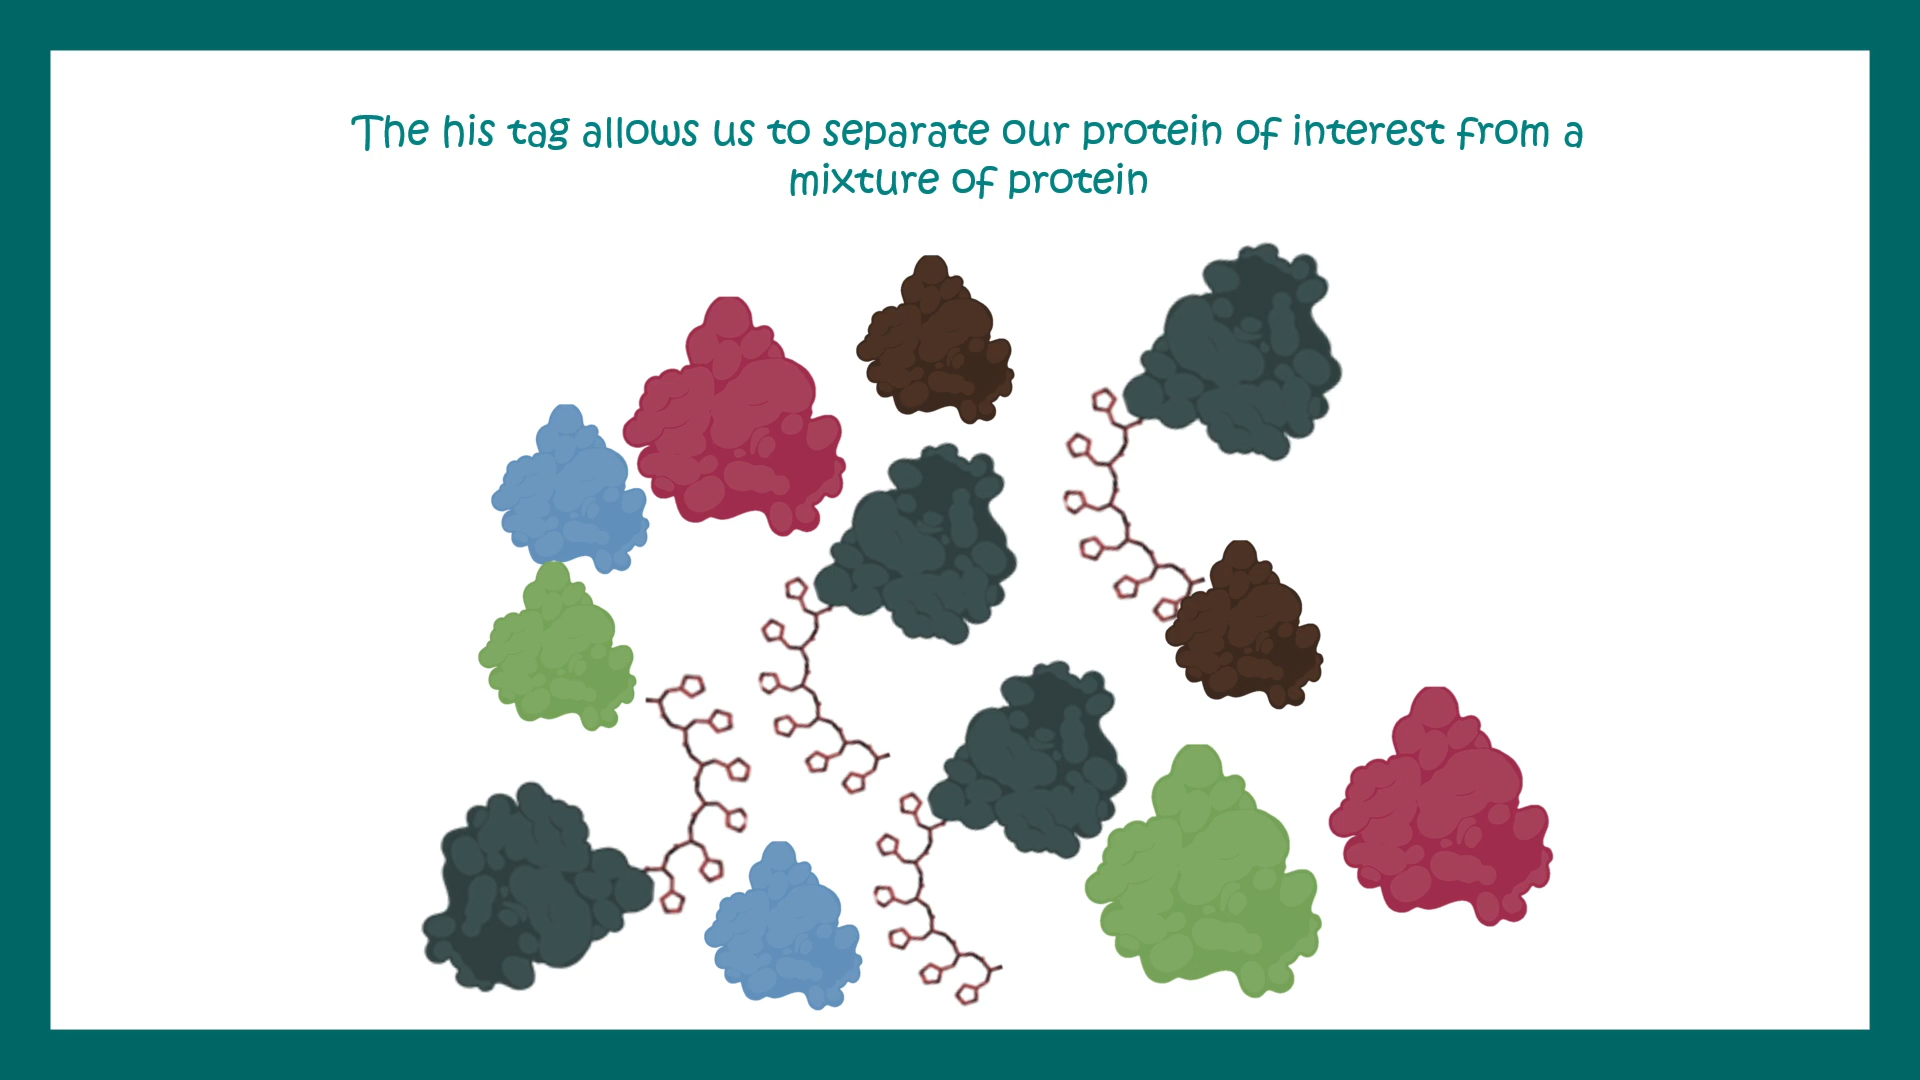 The his tag allows us to separate our protein of interest from a
mixture of protein